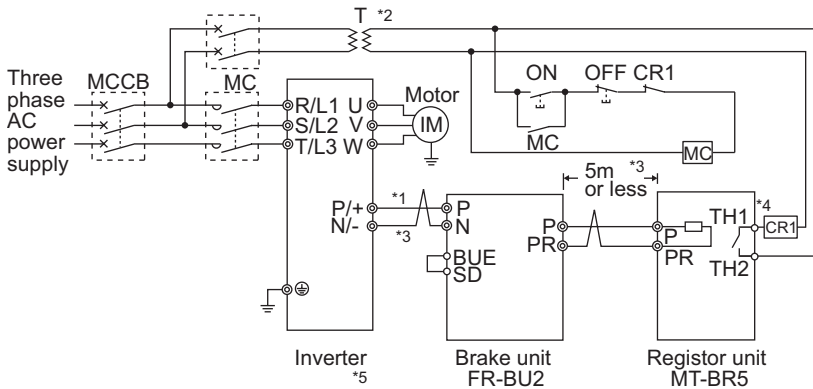 T *2
Three
phase
AC
power
supply
MCCB
MC
R/L1
S/L2
T/L3
U
V
W
Motor
IM
ON
OFF
CR1
MC
MC
P/+
N/-
*1
*3
P
N
BUE
SD
P
PR
5m *3
or less
P
PR
TH1
TH2
*4
CR1
Inverter
*5
Brake unit
FR-BU2
Registor unit
MT-BR5